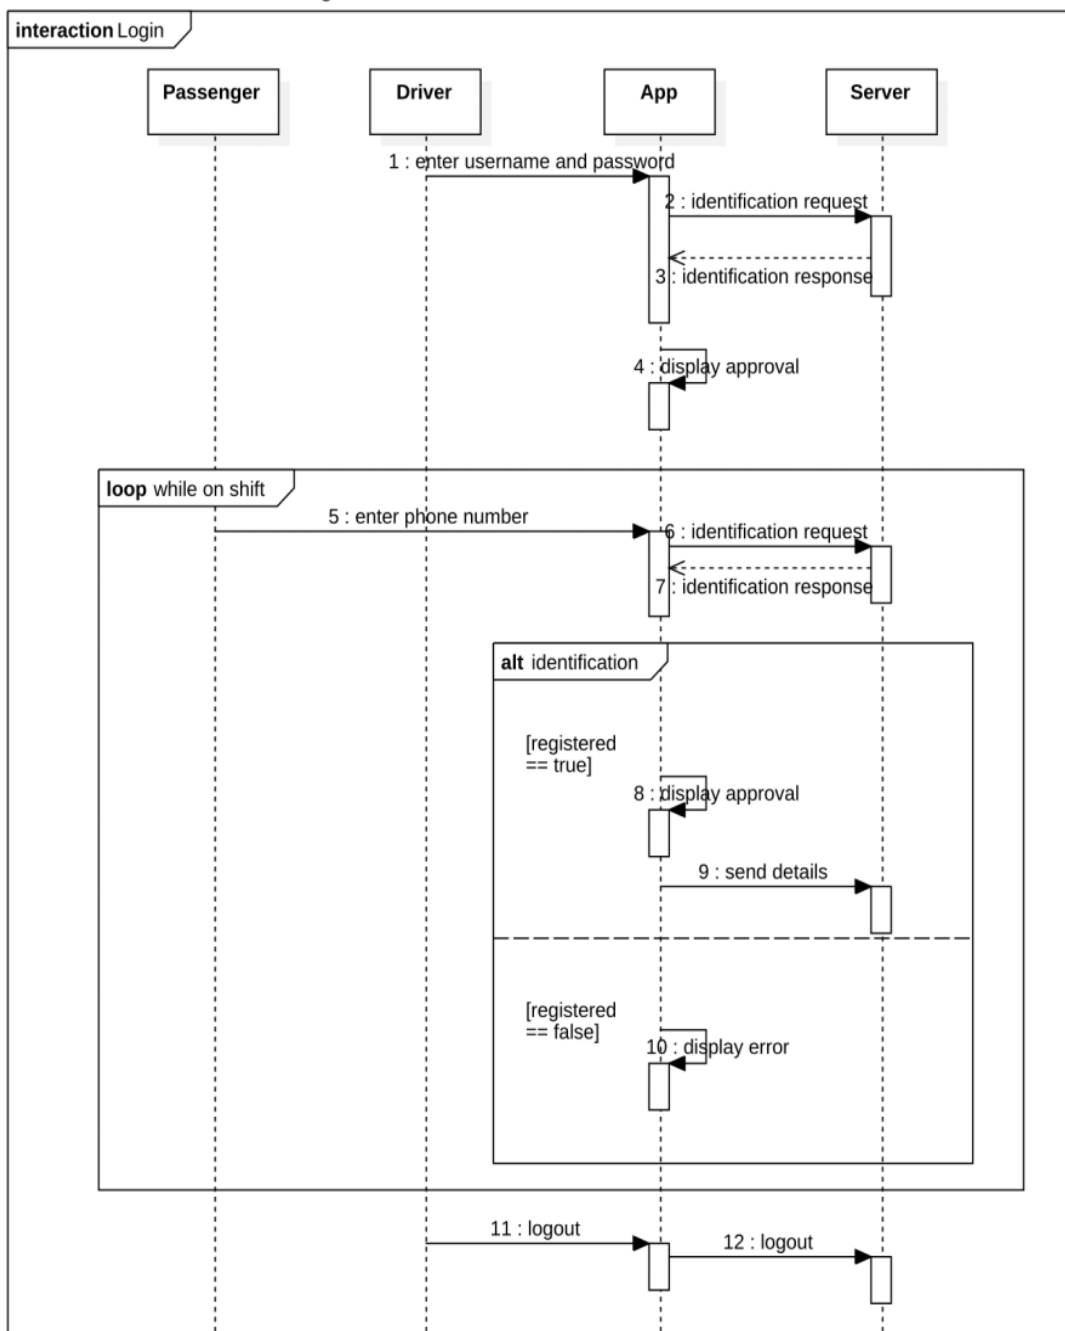 interaction Login
Passenger
Driver
App
Server
1 : enter username and password
2 : identification request
3 : identification response
4 : display approval
loop while on shift
5 : enter phone number
6 : identification request
7 : identification response
alt identification
[registered
== true]
8 : display approval
9 : send details
[registered
== false]
10 : display error
11 : logout
12 : logout